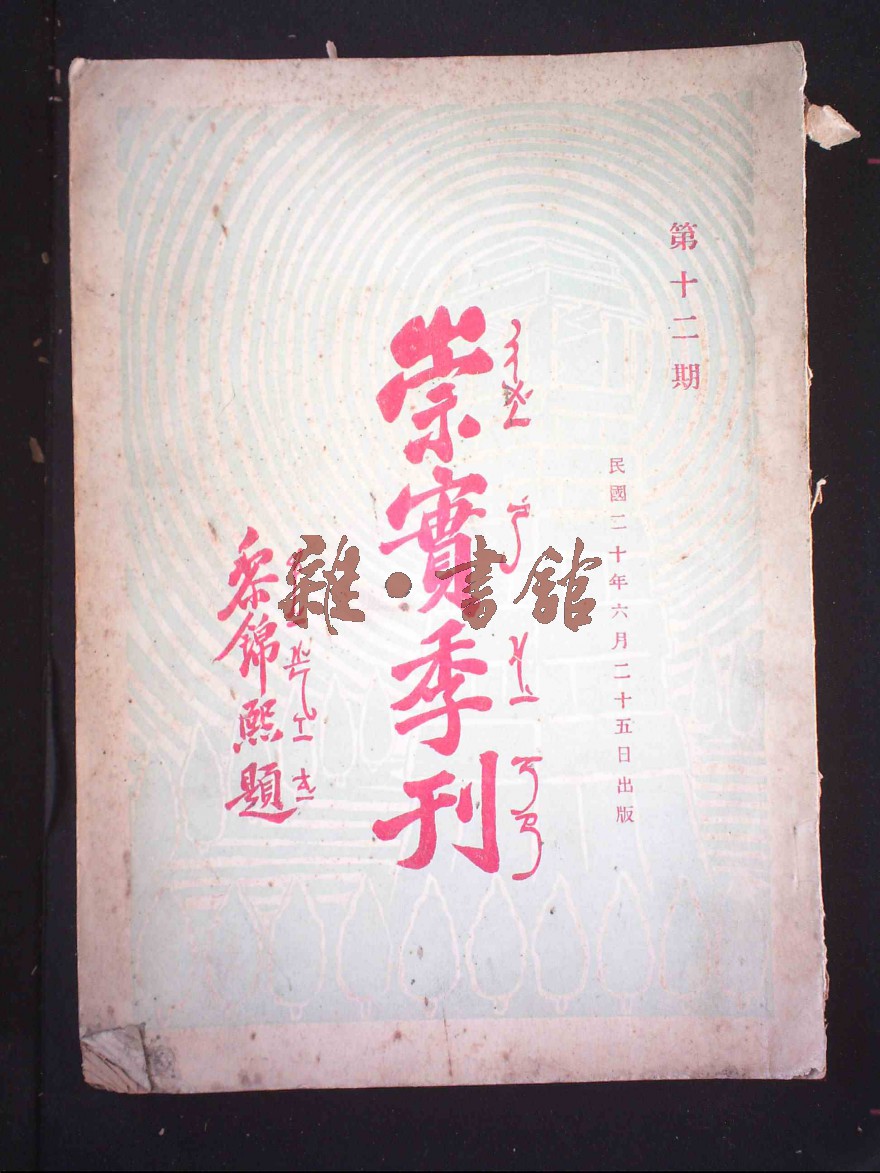 第十二期
民國二十年六月二十五日出版
崇實季刊
黎錦熙題
雜·書館